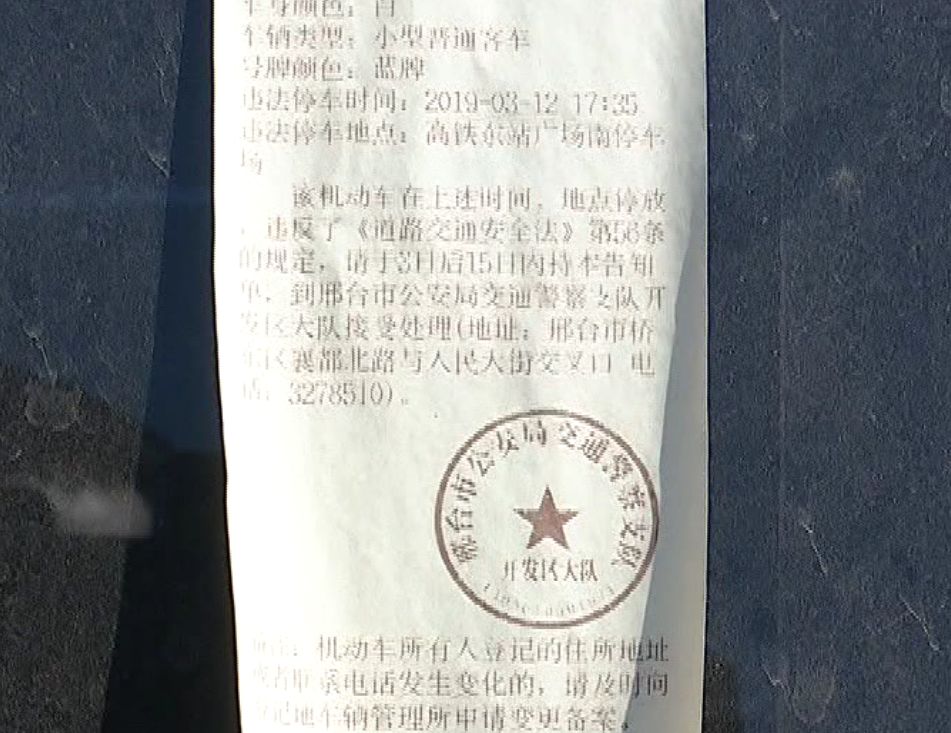 车身颜色：白
车辆类型：小型普通客车
号牌颜色：蓝牌
违法停车时间：2019-03-12 17:35
违法停车地点：高铁东站广场南停车
场
该机动车在上述时间、地点停放
，违反了《道路交通安全法》第56条
的规定，请于3日后15日内持本告知
单，到邢台市公安局交通警察支队开
发区大队接受处理(地址：邢台市桥
东区襄都北路与人民大街交叉口 电
话：3278510)。
邢台市公安局交通警察支队
开发区大队
机动车所有人登记的住所地址
或者联系电话发生变化的，请及时向
登记地车辆管理所申请变更备案。